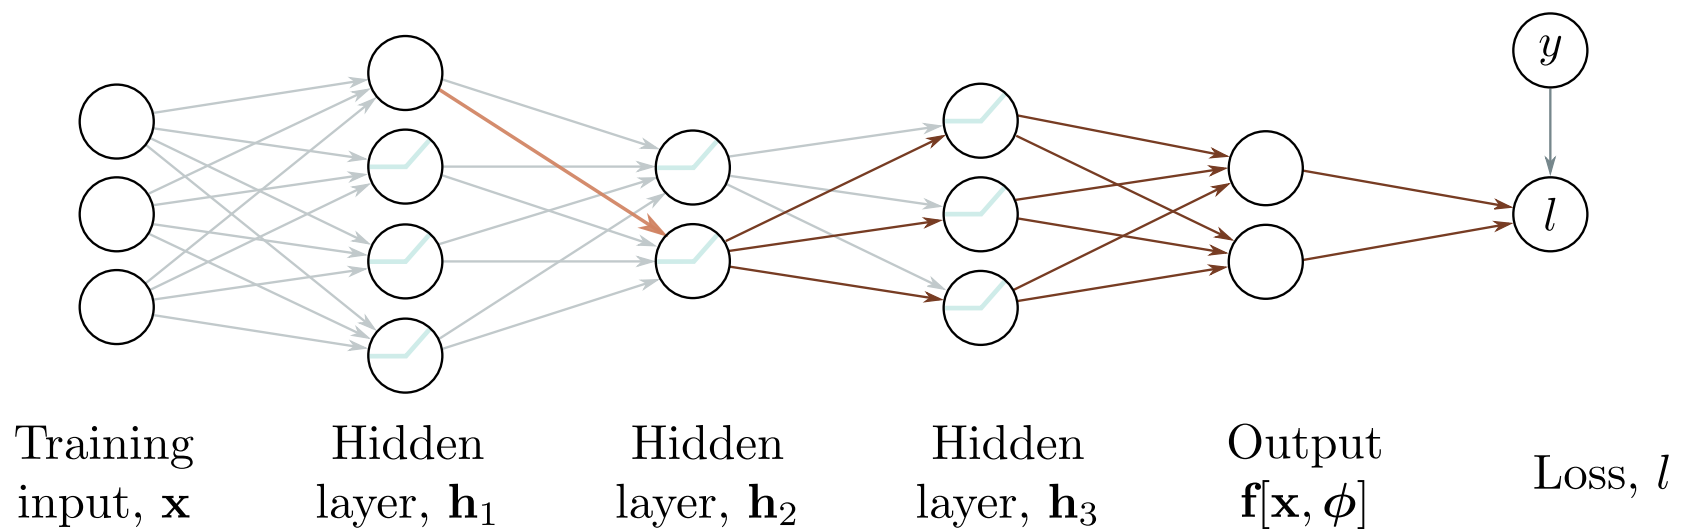 y
l
Training
input, x
Hidden
layer, h₁
Hidden
layer, h₂
Hidden
layer, h₃
Output
f[x, ϕ]
Loss, l